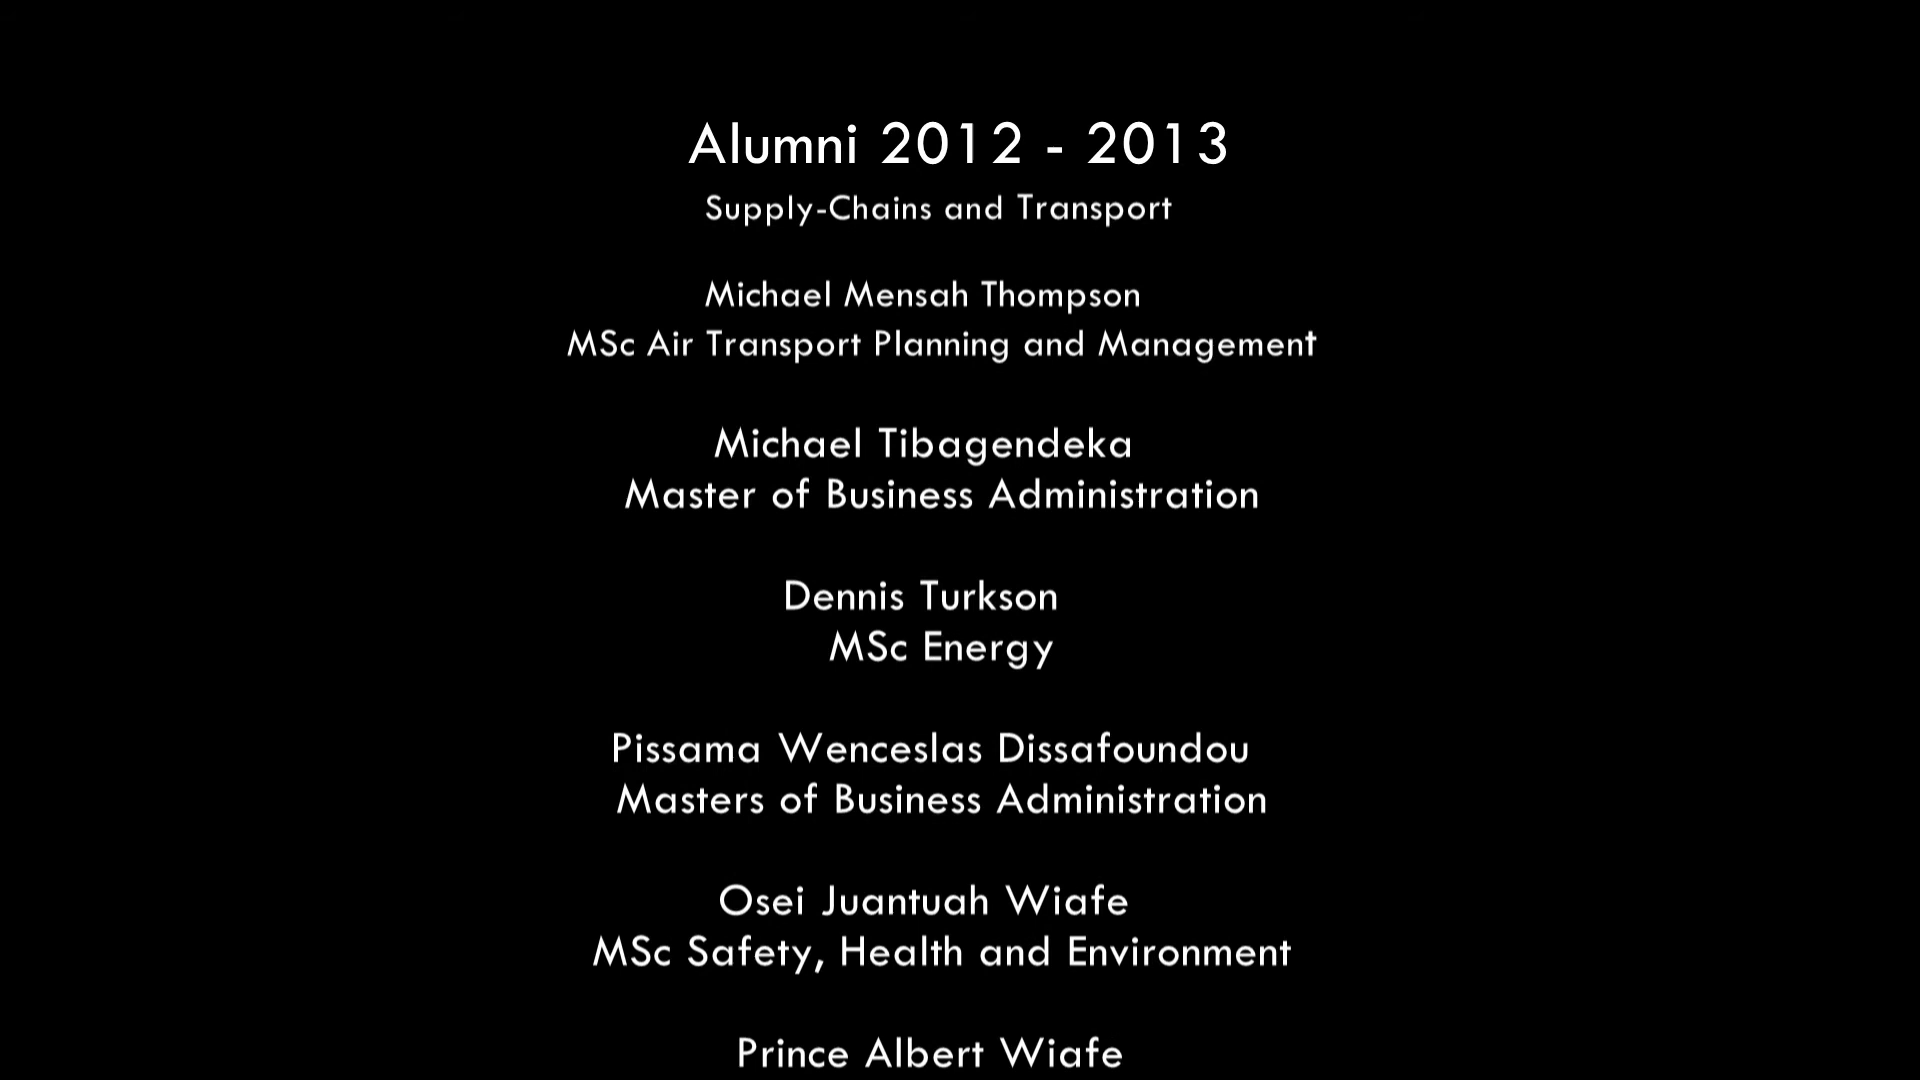 Alumni 2012 - 2013
Supply-Chains and Transport
Michael Mensah Thompson
MSc Air Transport Planning and Management
Michael Tibagendeka
Master of Business Administration
Dennis Turkson
MSc Energy
Pissama Wenceslas Dissafoundou
Masters of Business Administration
Osei Juantuah Wiafe
MSc Safety, Health and Environment
Prince Albert Wiafe